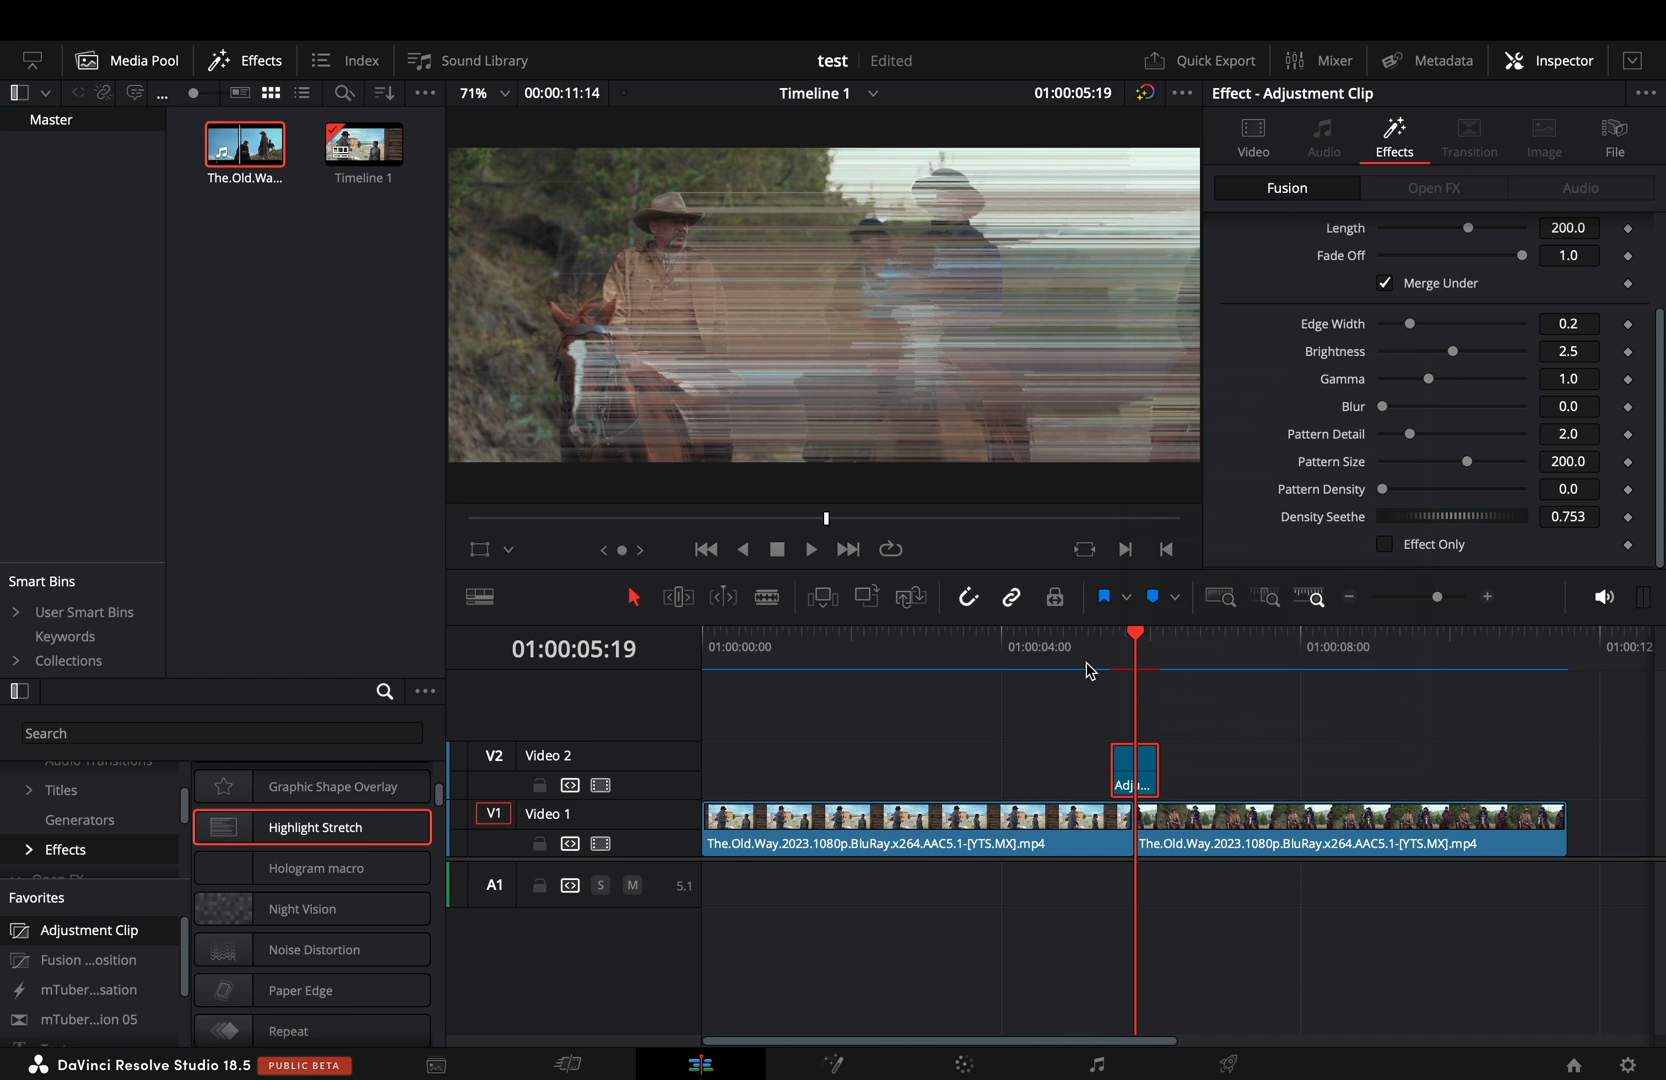 Media Pool Effects Index Sound Library test Edited Quick Export Mixer Metadata Inspector
71% 00:00:11:14 Timeline 1 01:00:05:19 Effect - Adjustment Clip
Master
The.Old.Wa... Timeline 1
Video Audio Effects Transition Image File
Fusion Open FX Audio
Length 200.0
Fade Off 1.0
Merge Under
Edge Width 0.2
Brightness 2.5
Gamma 1.0
Blur 0.0
Pattern Detail 2.0
Pattern Size 200.0
Pattern Density 0.0
Density Seethe 0.753
Effect Only
Smart Bins
User Smart Bins
Keywords
Collections
Search
Audio Transitions
Titles
Generators
Effects
Open FX
Favorites
Adjustment Clip
Fusion ...osition
mTuber...sation
mTuber...ion 05
Graphic Shape Overlay
Highlight Stretch
Hologram macro
Night Vision
Noise Distortion
Paper Edge
Repeat
01:00:05:19 01:00:00:00 01:00:04:00 01:00:08:00 01:00:12
V2 Video 2
Adju...
V1 Video 1
The.Old.Way.2023.1080p.BluRay.x264.AAC5.1-[YTS.MX].mp4 The.Old.Way.2023.1080p.BluRay.x264.AAC5.1-[YTS.MX].mp4
A1 S M 5.1
DaVinci Resolve Studio 18.5 PUBLIC BETA